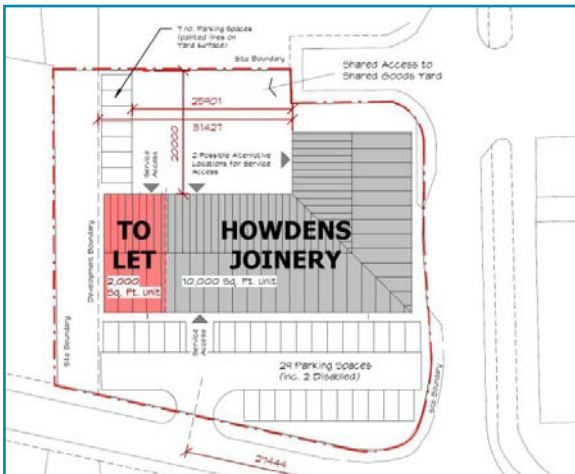 7 no. Parking Spaces
(painted lines on
Yard surface)
Site Boundary
Shared Access to
Shared Goods Yard
25901
31427
20000
Service
Access
2 Possible Alternative
Locations for Service
Access
Development Boundary
Site Boundary
TO
LET
2,000
Sq. Ft. unit
HOWDENS
JOINERY
10,000 Sq. Ft. unit
Service
Access
29 Parking Spaces
(inc. 2 Disabled)
Site Boundary
27444